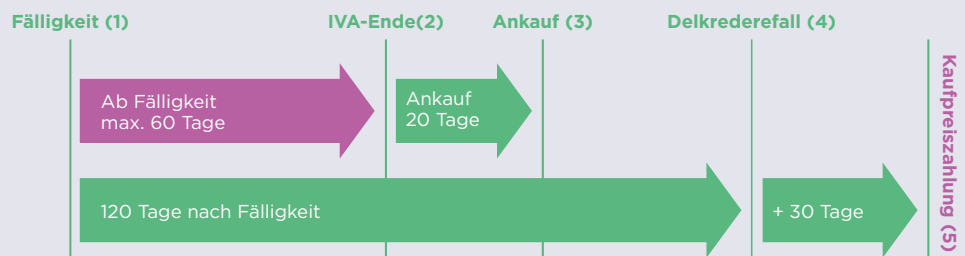 Fälligkeit (1)
IVA-Ende(2)
Ankauf (3)
Delkrederefall (4)
Kaufpreiszahlung (5)
Ab Fälligkeit
max. 60 Tage
Ankauf
20 Tage
120 Tage nach Fälligkeit
+ 30 Tage